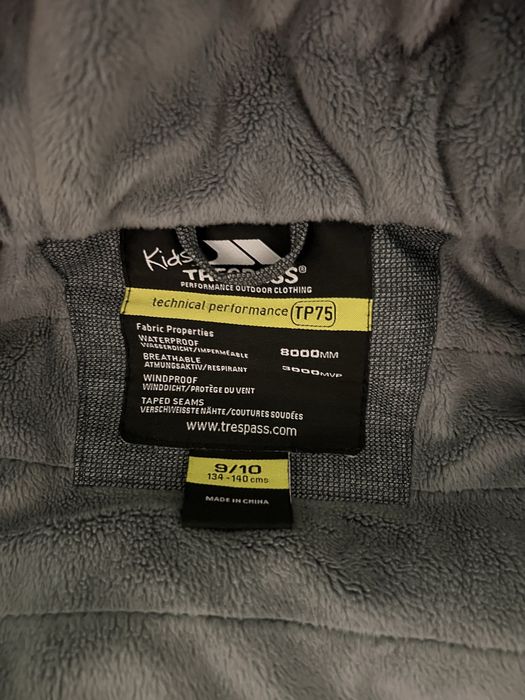 Kids
TRESPASS®
PERFORMANCE OUTDOOR CLOTHING
technical performance TP75
Fabric Properties
WATERPROOF
WASSERDICHT/IMPERMÉABLE 8000MM
BREATHABLE
ATMUNGSAKTIV/RESPIRANT 3000MVP
WINDPROOF
WINDDICHT/PROTÈGE DU VENT
TAPED SEAMS
VERSCHWEISSTE NÄHTE/COUTURES SOUDÉES
www.trespass.com
9/10
134 - 140 cms
MADE IN CHINA